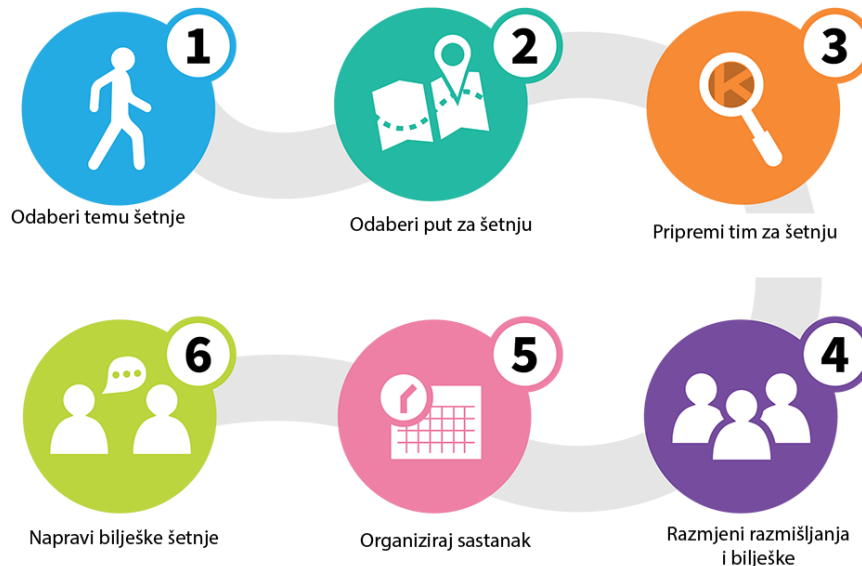 1
Odaberi temu šetnje
2
Odaberi put za šetnju
3
Pripremi tim za šetnju
4
Razmjeni razmišljanja
i bilješke
5
Organiziraj sastanak
6
Napravi bilješke šetnje